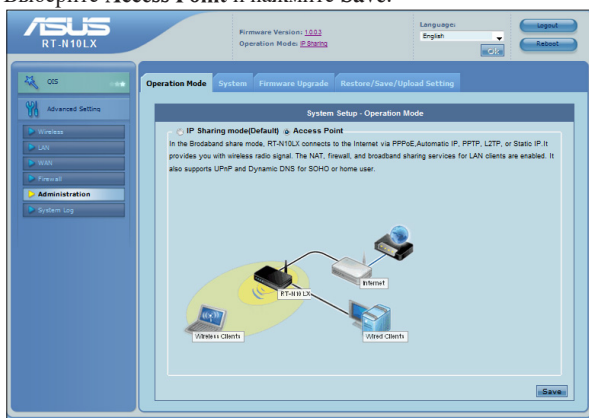 Выберите Access Point и нажмите Save.
ASUS
RT-N10LX
Firmware Version: 1.0.0.3
Operation Mode: IP Sharing
Language:
English
OK
Logout
Reboot
QIS
Advanced Setting
Wireless
LAN
WAN
Firewall
Administration
System Log
Operation Mode
System
Firmware Upgrade
Restore/Save/Upload Setting
System Setup - Operation Mode
IP Sharing mode(Default) Access Point
In the Brodaband share mode, RT-N10LX connects to the Internet via PPPoE,Automatic IP, PPTP, L2TP, or Static IP.It
provides you with wireless radio signal. The NAT, firewall, and broadband sharing services for LAN clients are enabled. It
also supports UPnP and Dynamic DNS for SOHO or home user.
Internet
RT-N10 LX
Wireless Clients
Wired Clients
Save